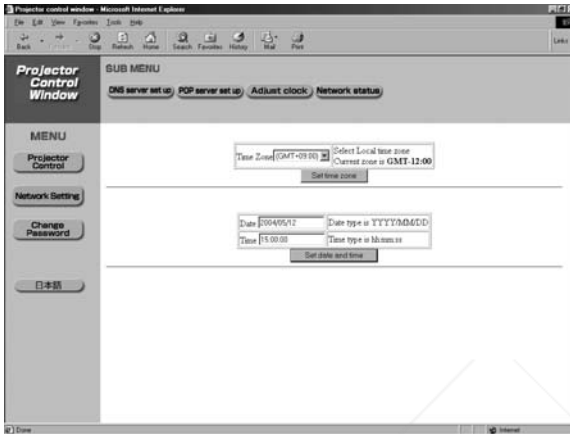 Projector control window - Microsoft Internet Explorer
File Edit View Favorites Tools Help
Back Stop Refresh Home Search Favorites History Mail Print
Links
Projector
Control
Window
SUB MENU
DNS server set up POP server set up Adjust clock Network status
MENU
Projector
Control
Network Setting
Change
Password
日本語
Time Zone (GMT+09:00) Select Local time zone
Current zone is GMT-12:00
Set time zone
Date 2004/05/12 Date type is YYYY/MM/DD
Time 15:00:00 Time type is hh:mm:ss
Set date and time
Done
Internet